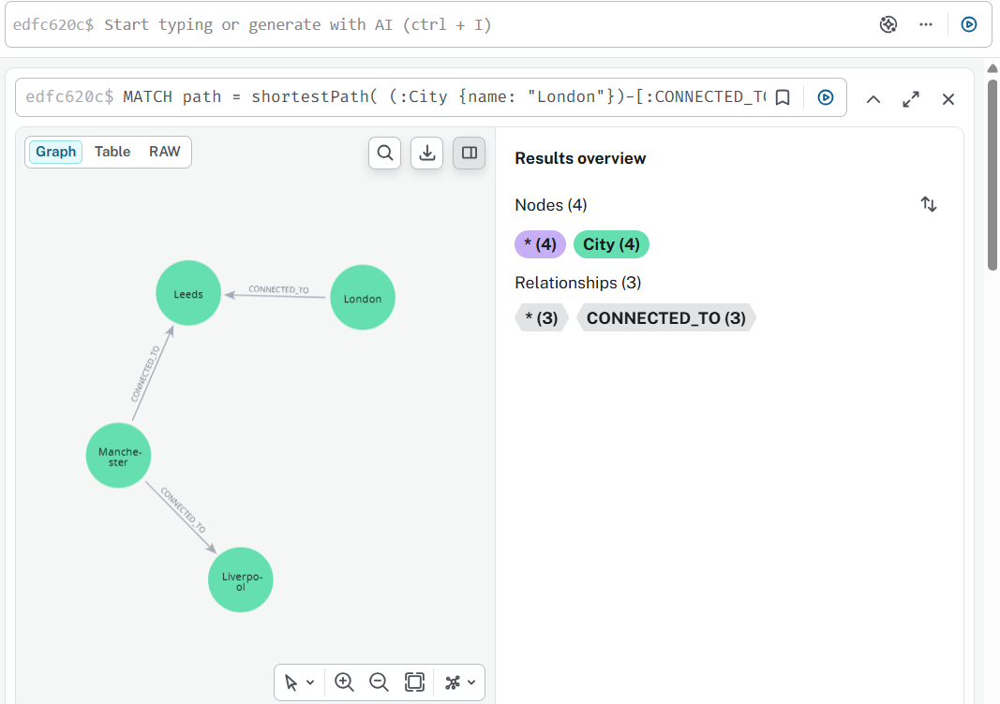 edfc620c$ Start typing or generate with AI (ctrl + I)
edfc620c$ MATCH path = shortestPath( (:City {name: "London"})-[:CONNECTED_TO
Graph Table RAW
Results overview
Nodes (4)
* (4) City (4)
Relationships (3)
* (3) CONNECTED_TO (3)
CONNECTED_TO
Leeds
London
CONNECTED_TO
Manche-
ster
CONNECTED_TO
Liverpo-
ol